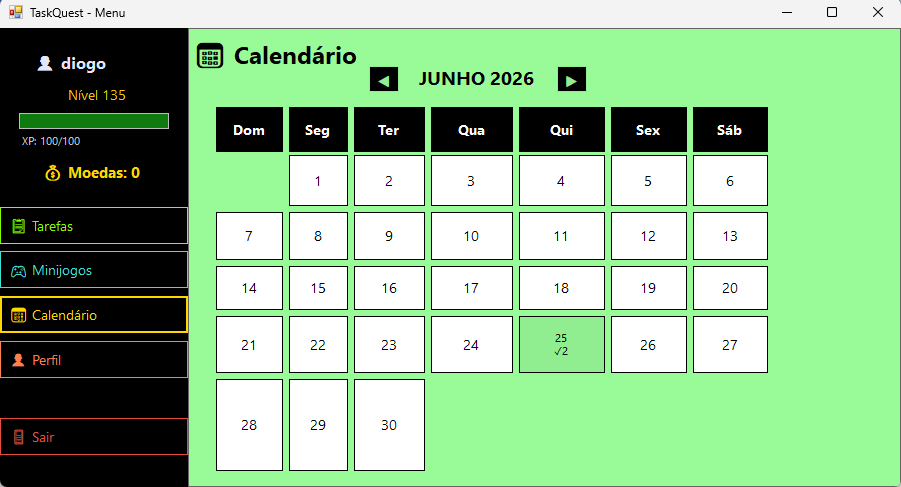 TaskQuest - Menu
diogo
Nível 135
XP: 100/100
Moedas: 0
Tarefas
Minijogos
Calendário
Perfil
Sair
Calendário
◀ JUNHO 2026 ▶
Dom Seg Ter Qua Qui Sex Sáb
1 2 3 4 5 6
7 8 9 10 11 12 13
14 15 16 17 18 19 20
21 22 23 24 25 26 27
✓2
28 29 30